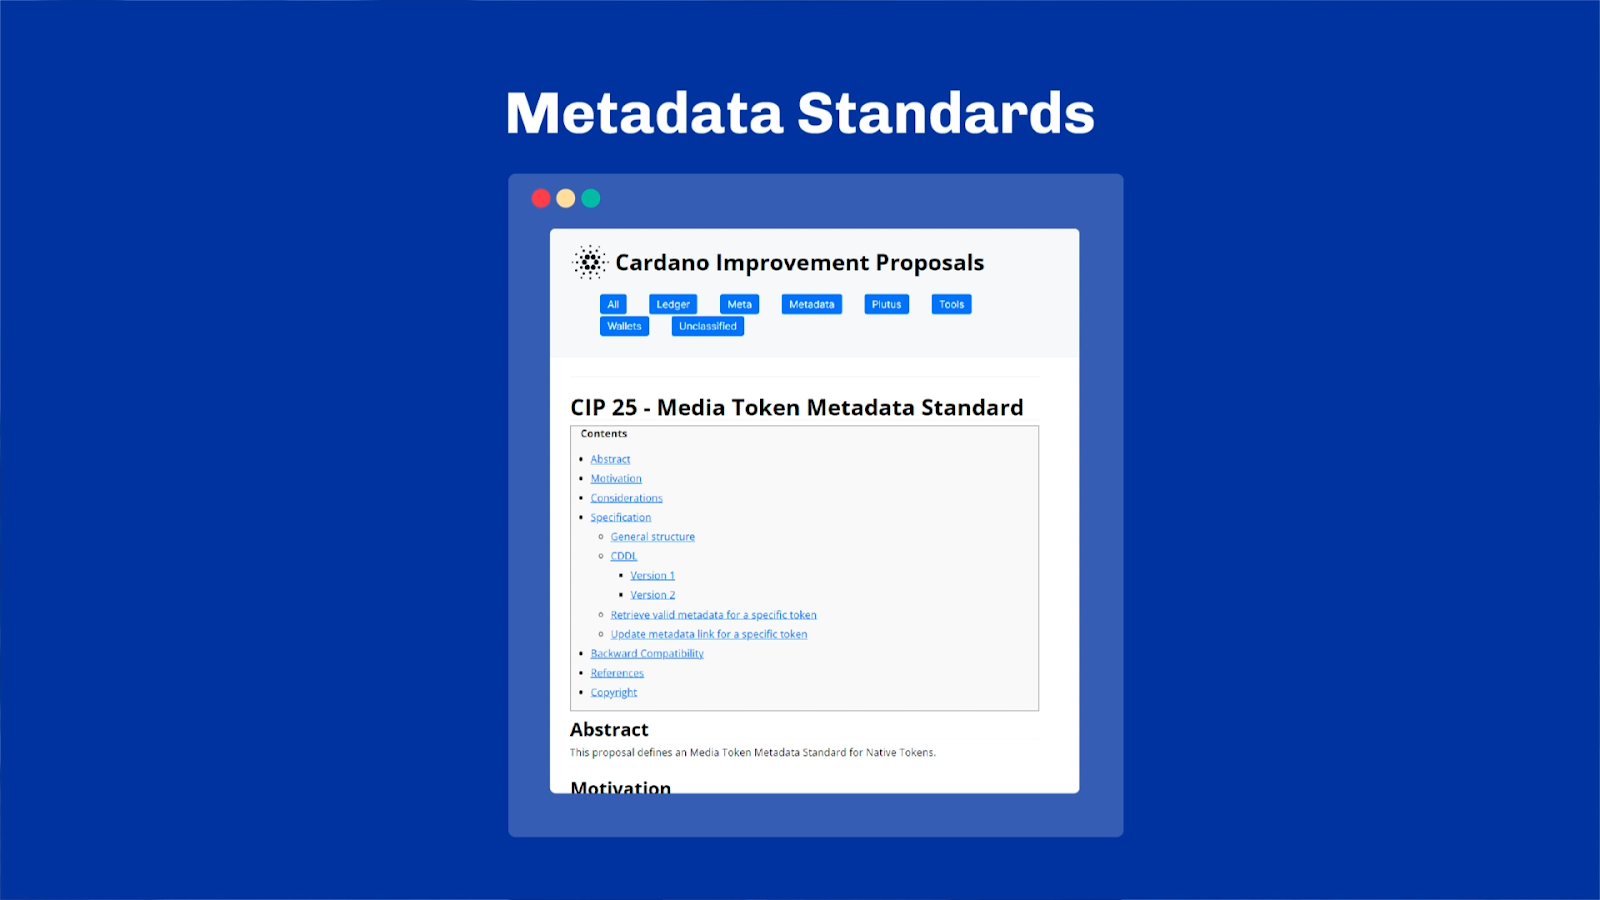 Metadata Standards
Cardano Improvement Proposals
All Ledger Meta Metadata Plutus Tools
Wallets Unclassified
CIP 25 - Media Token Metadata Standard
Contents
Abstract
Motivation
Considerations
Specification
General structure
CDDL
Version 1
Version 2
Retrieve valid metadata for a specific token
Update metadata link for a specific token
Backward Compatibility
References
Copyright
Abstract
This proposal defines an Media Token Metadata Standard for Native Tokens.
Motivation